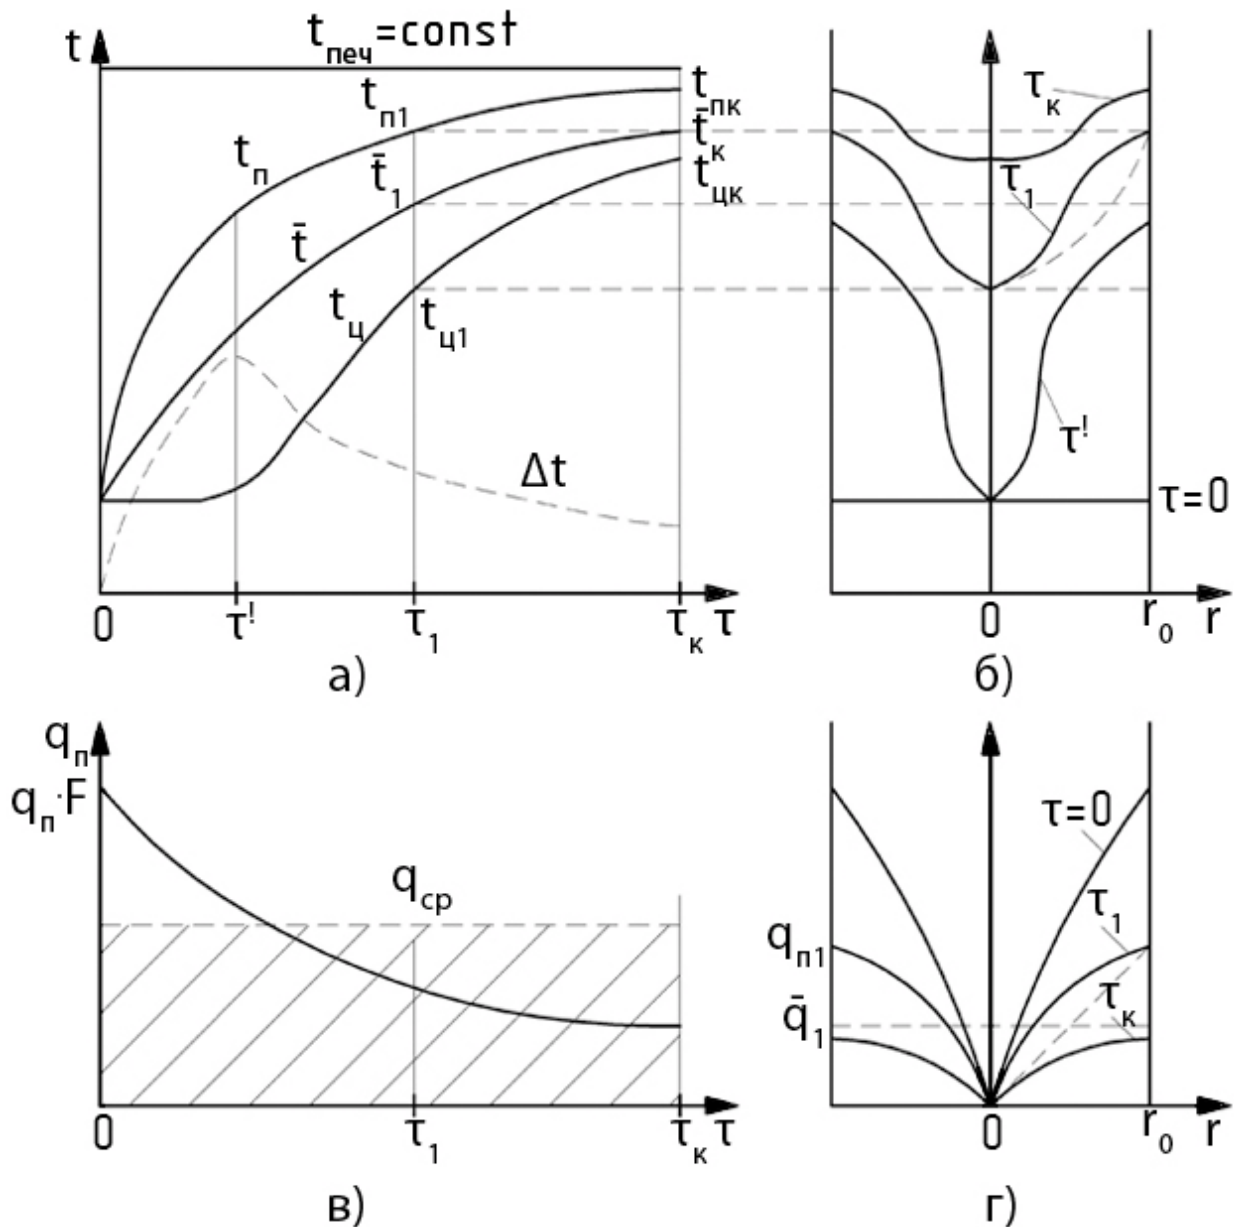 t
tпеч=const
tп
tп1
tпк
t̄
t̄1
t̄к
tц
tц1
tцк
Δt
0
τ!
τ1
τк
τ
а)
τк
τ1
τ!
τ=0
0
r0
r
б)
qп
qп·F
qср
0
τ1
τк
τ
в)
τ=0
τ1
τк
qп1
q̄1
0
r0
r
г)